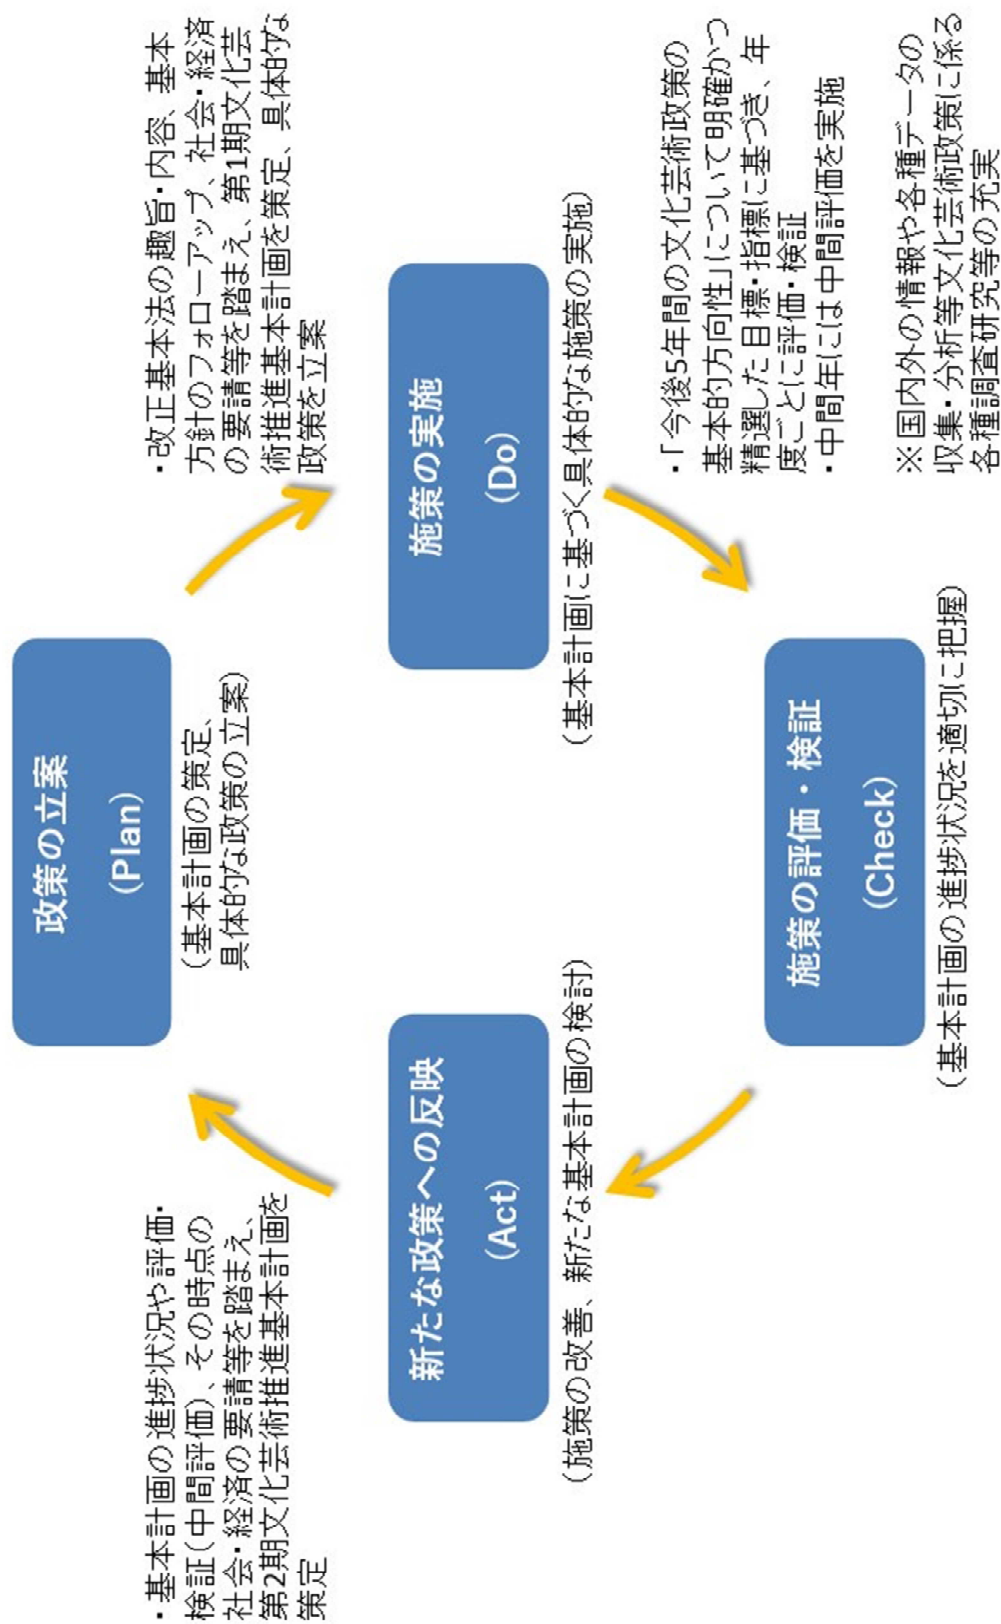 政策の立案
(Plan)
(基本計画の策定、
具体的な政策の立案)
・改正基本法の趣旨・内容、基本
方針のフォローアップ、社会・経済
の要請等を踏まえ、第1期文化芸
術推進基本計画を策定、具体的な
政策を立案
施策の実施
(Do)
(基本計画に基づく具体的な施策の実施)
・「今後5年間の文化芸術政策の
基本的方向性」について明確かつ
精選した目標・指標に基づき、年
度ごとに評価・検証
・中間年には中間評価を実施
※国内外の情報や各種データの
収集・分析等文化芸術政策に係る
各種調査研究等の充実
施策の評価・検証
(Check)
(基本計画の進捗状況を適切に把握)
新たな政策への反映
(Act)
(施策の改善、新たな基本計画の検討)
・基本計画の進捗状況や評価・
検証(中間評価)、その時点の
社会・経済の要請等を踏まえ、
第2期文化芸術推進基本計画を
策定